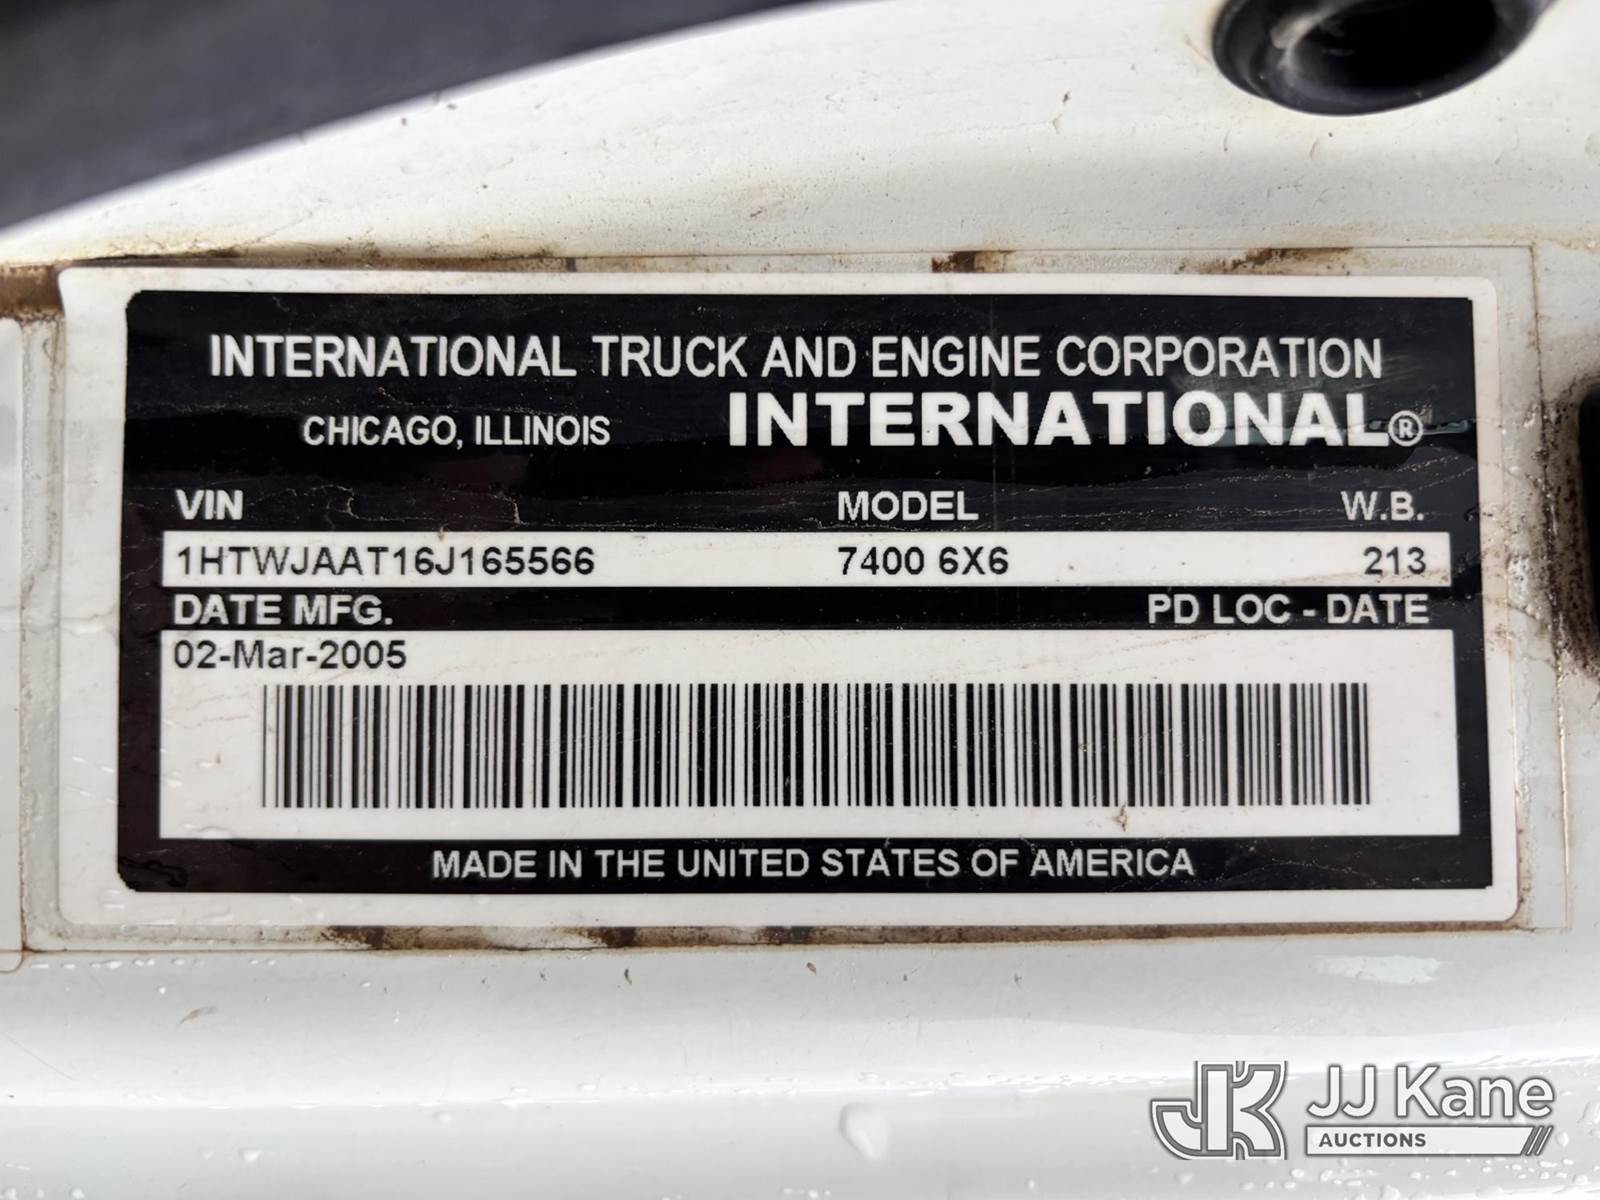 INTERNATIONAL TRUCK AND ENGINE CORPORATION
CHICAGO, ILLINOIS INTERNATIONAL®
VIN MODEL W.B.
1HTWJAAT16J165566 7400 6X6 213
DATE MFG. PD LOC - DATE
02-Mar-2005
MADE IN THE UNITED STATES OF AMERICA
JK JJ Kane
AUCTIONS